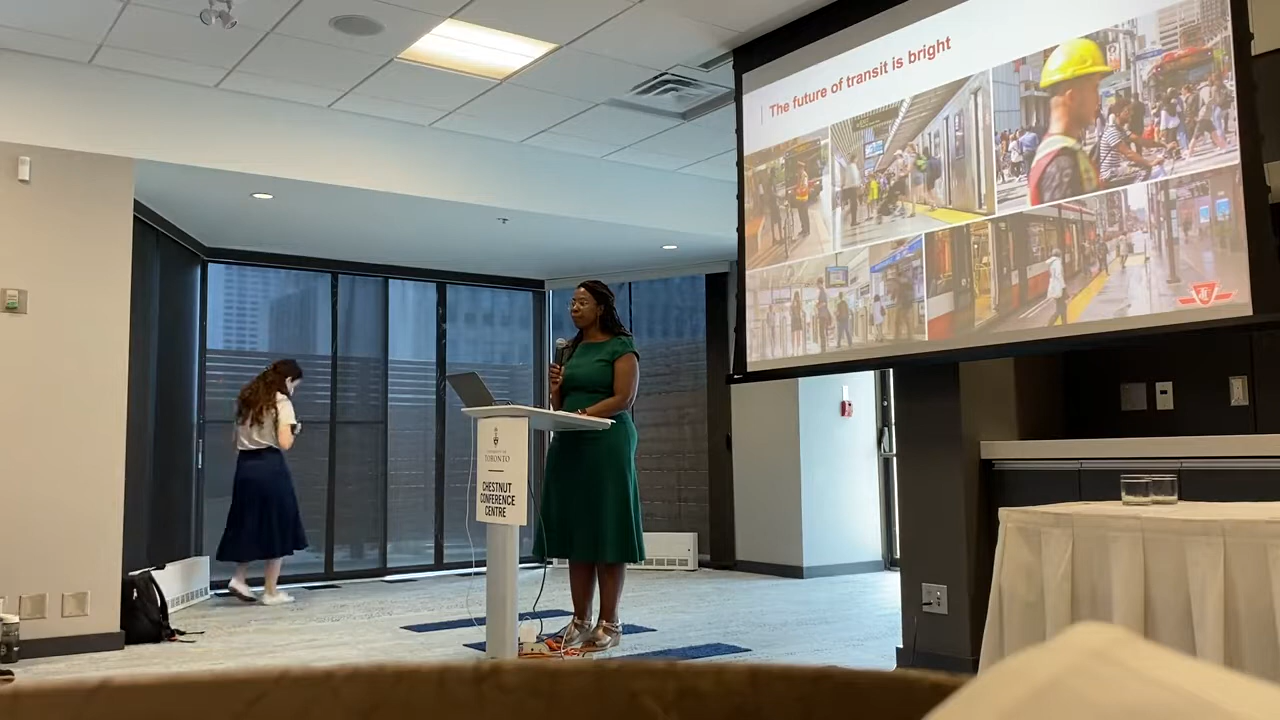 The future of transit is bright
UNIVERSITY OF
TORONTO
CHESTNUT
CONFERENCE
CENTRE